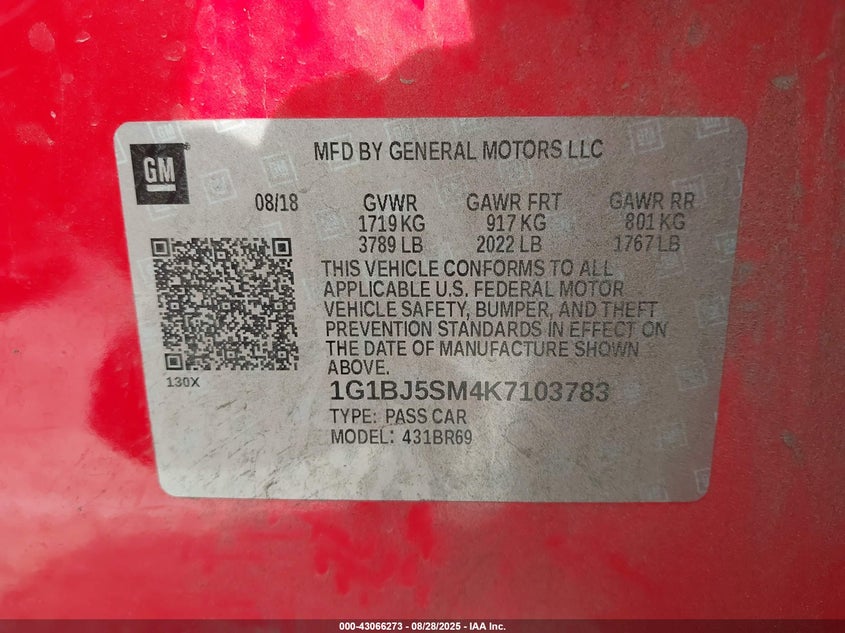 GM
MFD BY GENERAL MOTORS LLC
08/18 GVWR GAWR FRT GAWR RR
1719 KG 917 KG 801 KG
3789 LB 2022 LB 1767 LB
THIS VEHICLE CONFORMS TO ALL
APPLICABLE U.S. FEDERAL MOTOR
VEHICLE SAFETY, BUMPER, AND THEFT
PREVENTION STANDARDS IN EFFECT ON
THE DATE OF MANUFACTURE SHOWN
ABOVE.
130X
1G1BJ5SM4K7103783
TYPE: PASS CAR
MODEL: 431BR69
000-43066273 - 08/28/2025 - IAA Inc.